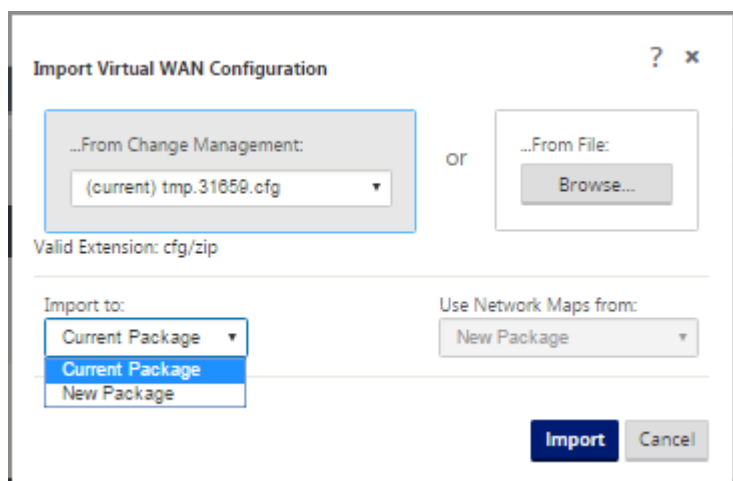 Import Virtual WAN Configuration
? ×
...From Change Management:
(current) tmp.31659.cfg
or
...From File:
Browse...
Valid Extension: cfg/zip
Import to:
Current Package
Current Package
New Package
Use Network Maps from:
New Package
Import
Cancel